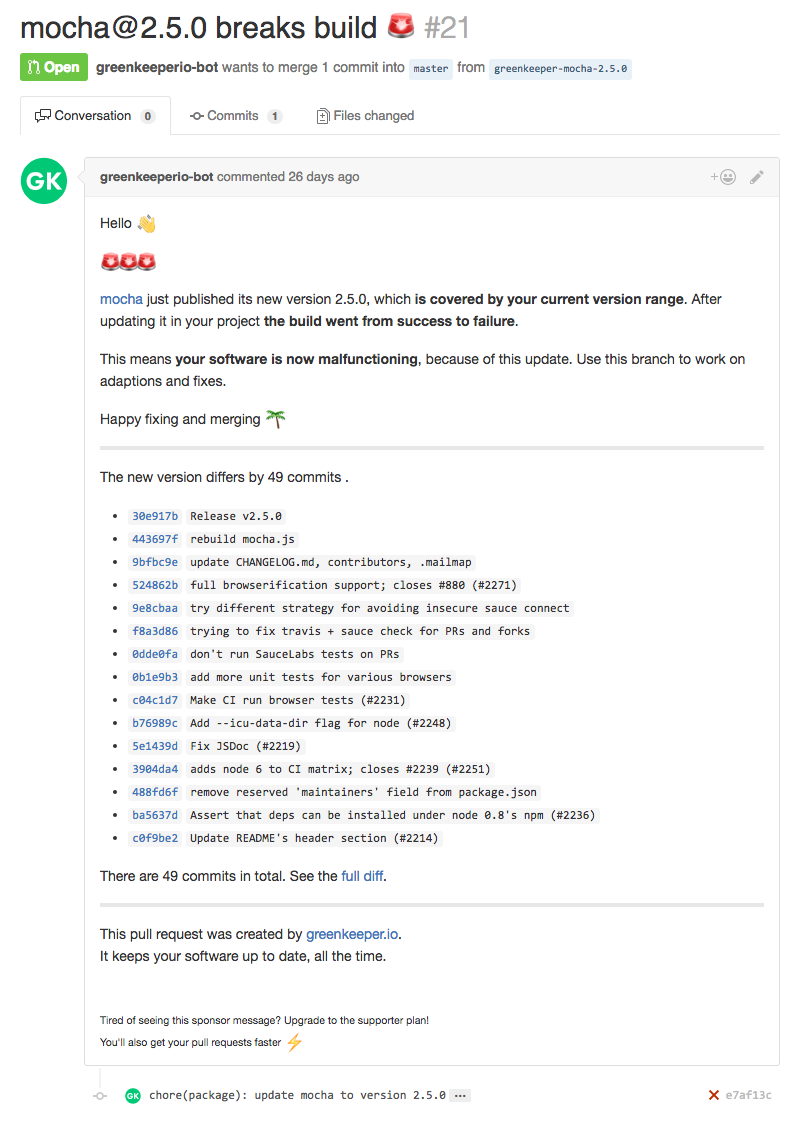 mocha@2.5.0 breaks build 🚨 #21
Open greenkeeperio-bot wants to merge 1 commit into master from greenkeeper-mocha-2.5.0
Conversation 0 Commits 1 Files changed
GK greenkeeperio-bot commented 26 days ago
Hello 👋
🚨🚨🚨
mocha just published its new version 2.5.0, which is covered by your current version range. After
updating it in your project the build went from success to failure.
This means your software is now malfunctioning, because of this update. Use this branch to work on
adaptions and fixes.
Happy fixing and merging 🌴
The new version differs by 49 commits .
• 30e917b Release v2.5.0
• 443697f rebuild mocha.js
• 9bfbc9e update CHANGELOG.md, contributors, .mailmap
• 524862b full browserification support; closes #880 (#2271)
• 9e8cbaa try different strategy for avoiding insecure sauce connect
• f8a3d86 trying to fix travis + sauce check for PRs and forks
• 0dde0fa don't run SauceLabs tests on PRs
• 0b1e9b3 add more unit tests for various browsers
• c04c1d7 Make CI run browser tests (#2231)
• b76989c Add --icu-data-dir flag for node (#2248)
• 5e1439d Fix JSDoc (#2219)
• 3904da4 adds node 6 to CI matrix; closes #2239 (#2251)
• 488fd6f remove reserved 'maintainers' field from package.json
• ba5637d Assert that deps can be installed under node 0.8's npm (#2236)
• c0f9be2 Update README's header section (#2214)
There are 49 commits in total. See the full diff.
This pull request was created by greenkeeper.io.
It keeps your software up to date, all the time.
Tired of seeing this sponsor message? Upgrade to the supporter plan!
You'll also get your pull requests faster ⚡
GK chore(package): update mocha to version 2.5.0 … e7af13c